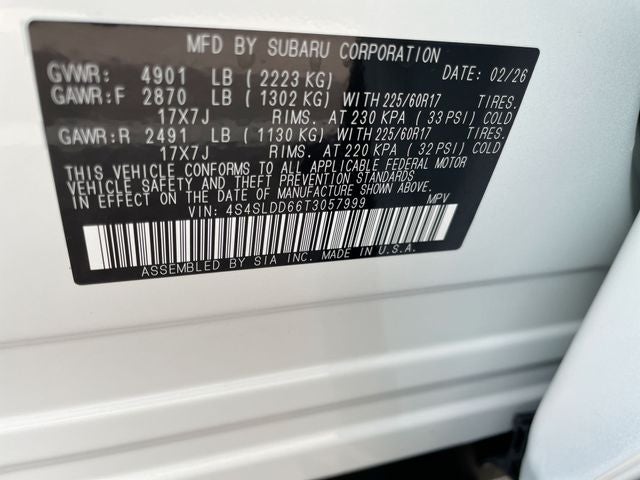 MFD BY SUBARU CORPORATION
GVWR: 4901 LB (2223 KG) DATE: 02/26
GAWR:F 2870 LB (1302 KG) WITH 225/60R17 TIRES.
17X7J RIMS. AT 230 KPA (33 PSI) COLD
GAWR:R 2491 LB (1130 KG) WITH 225/60R17 TIRES.
17X7J RIMS. AT 220 KPA (32 PSI) COLD
THIS VEHICLE CONFORMS TO ALL APPLICABLE FEDERAL MOTOR
VEHICLE SAFETY AND THEFT PREVENTION STANDARDS
IN EFFECT ON THE DATE OF MANUFACTURE SHOWN ABOVE.
VIN: 4S4SLDD66T3057999 MPV
ASSEMBLED BY SIA INC. MADE IN U.S.A.